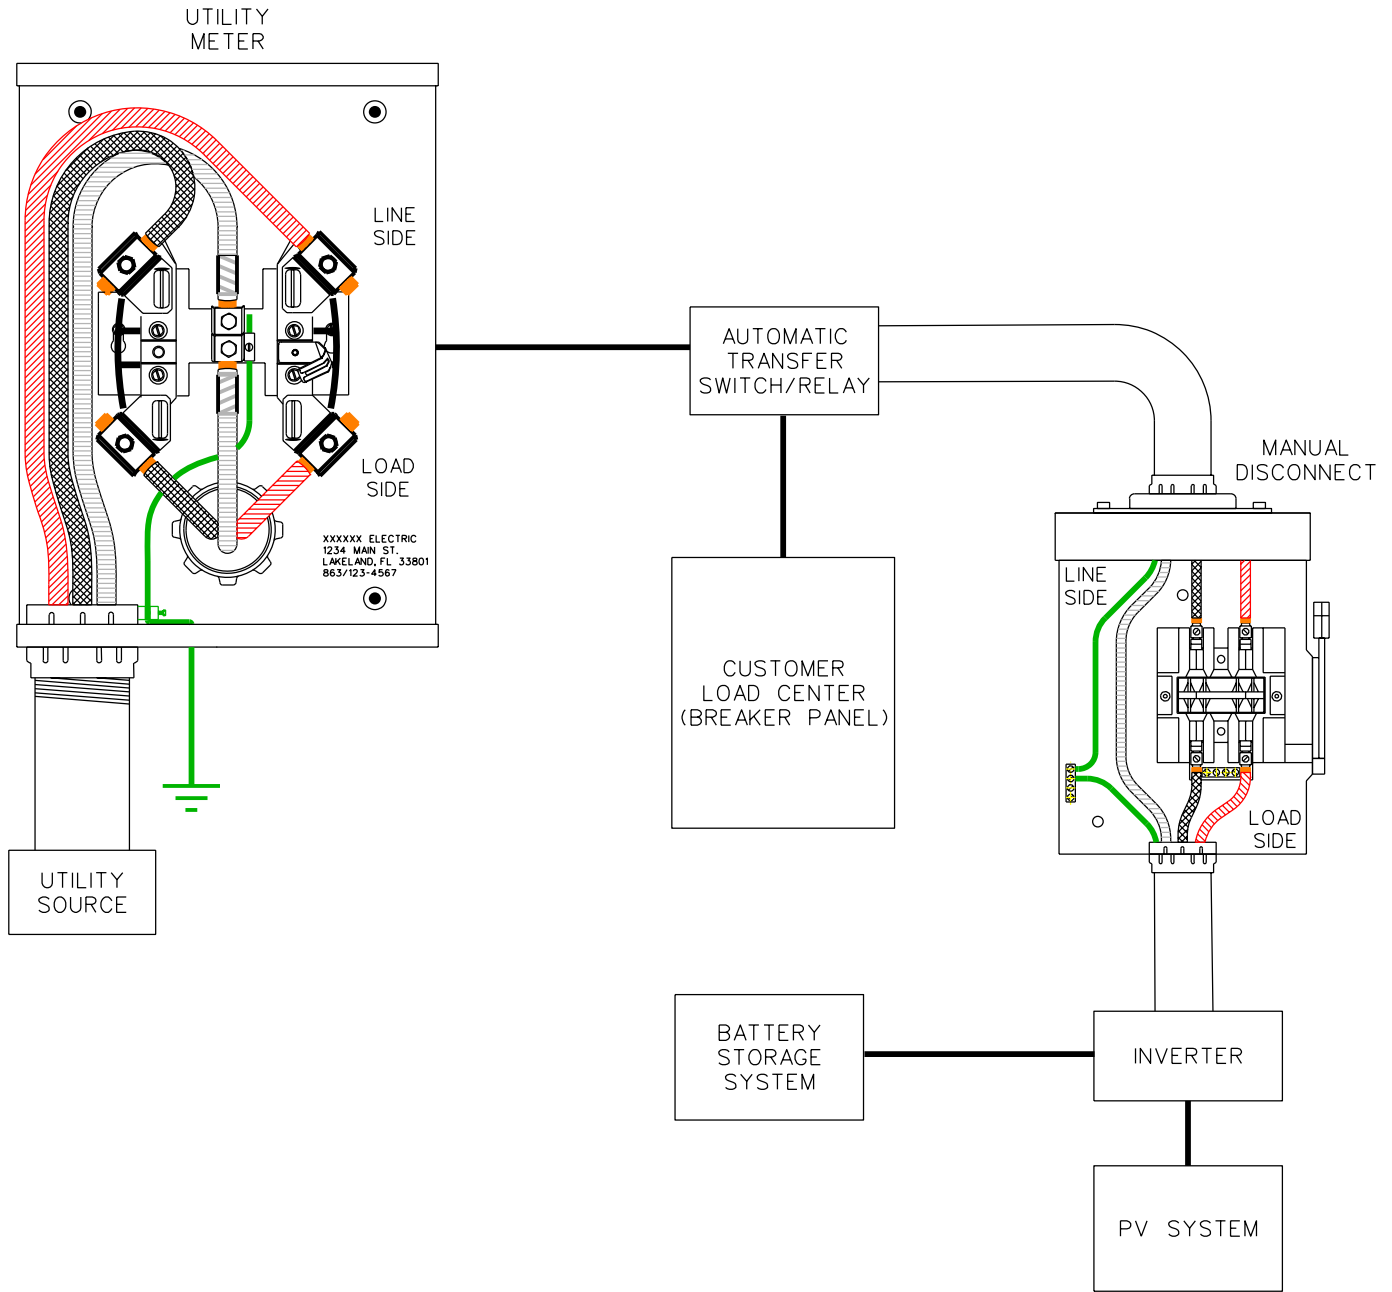 UTILITY
METER
LINE
SIDE
LOAD
SIDE
XXXXXX ELECTRIC
1234 MAIN ST.
LAKELAND, FL 33801
863/123-4567
UTILITY
SOURCE
AUTOMATIC
TRANSFER
SWITCH/RELAY
CUSTOMER
LOAD CENTER
(BREAKER PANEL)
MANUAL
DISCONNECT
LINE
SIDE
LOAD
SIDE
BATTERY
STORAGE
SYSTEM
INVERTER
PV SYSTEM